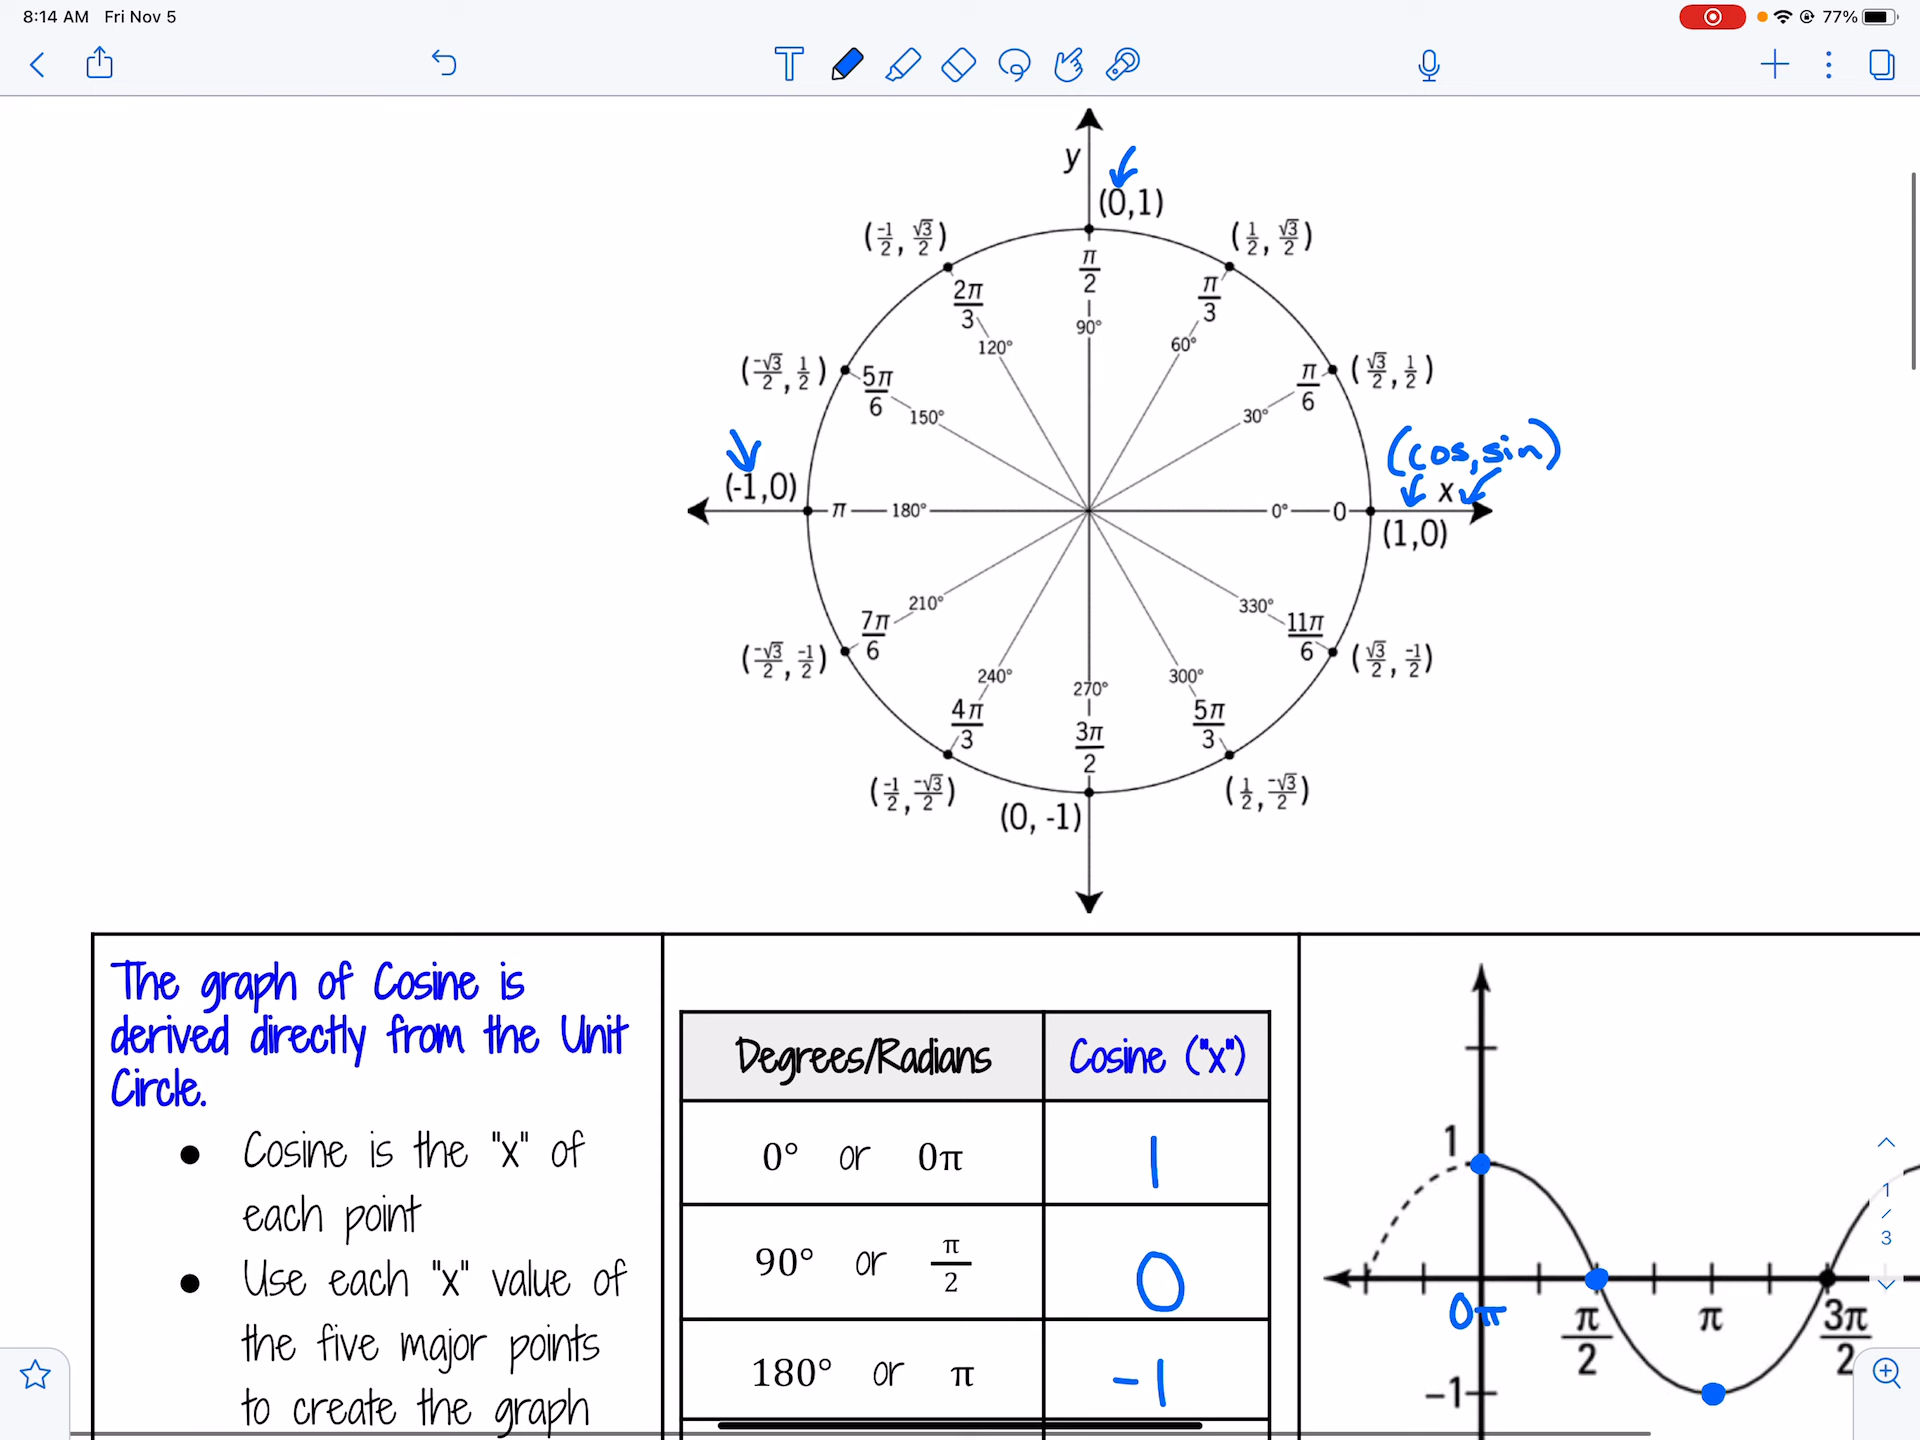 8:14 AM Fri Nov 5
77%
T
y
(0,1)
(-1/2, √3/2)
(1/2, √3/2)
π/2
2π/3
π/3
90°
120°
60°
(-√3/2, 1/2)
5π/6
π/6
(√3/2, 1/2)
150°
30°
(cos, sin)
(-1,0)
x
π
180°
0°
0
(1,0)
210°
330°
7π/6
11π/6
(-√3/2, -1/2)
(√3/2, -1/2)
240°
270°
300°
4π/3
3π/2
5π/3
(-1/2, -√3/2)
(0, -1)
(1/2, -√3/2)
The graph of Cosine is
derived directly from the Unit
Circle.
● Cosine is the "x" of
each point
● Use each "x" value of
the five major points
to create the graph
Degrees/Radians Cosine ("x")
0° or 0π 1
90° or π/2 0
180° or π -1
1
0π π/2 π 3π/2
-1
1
/
3